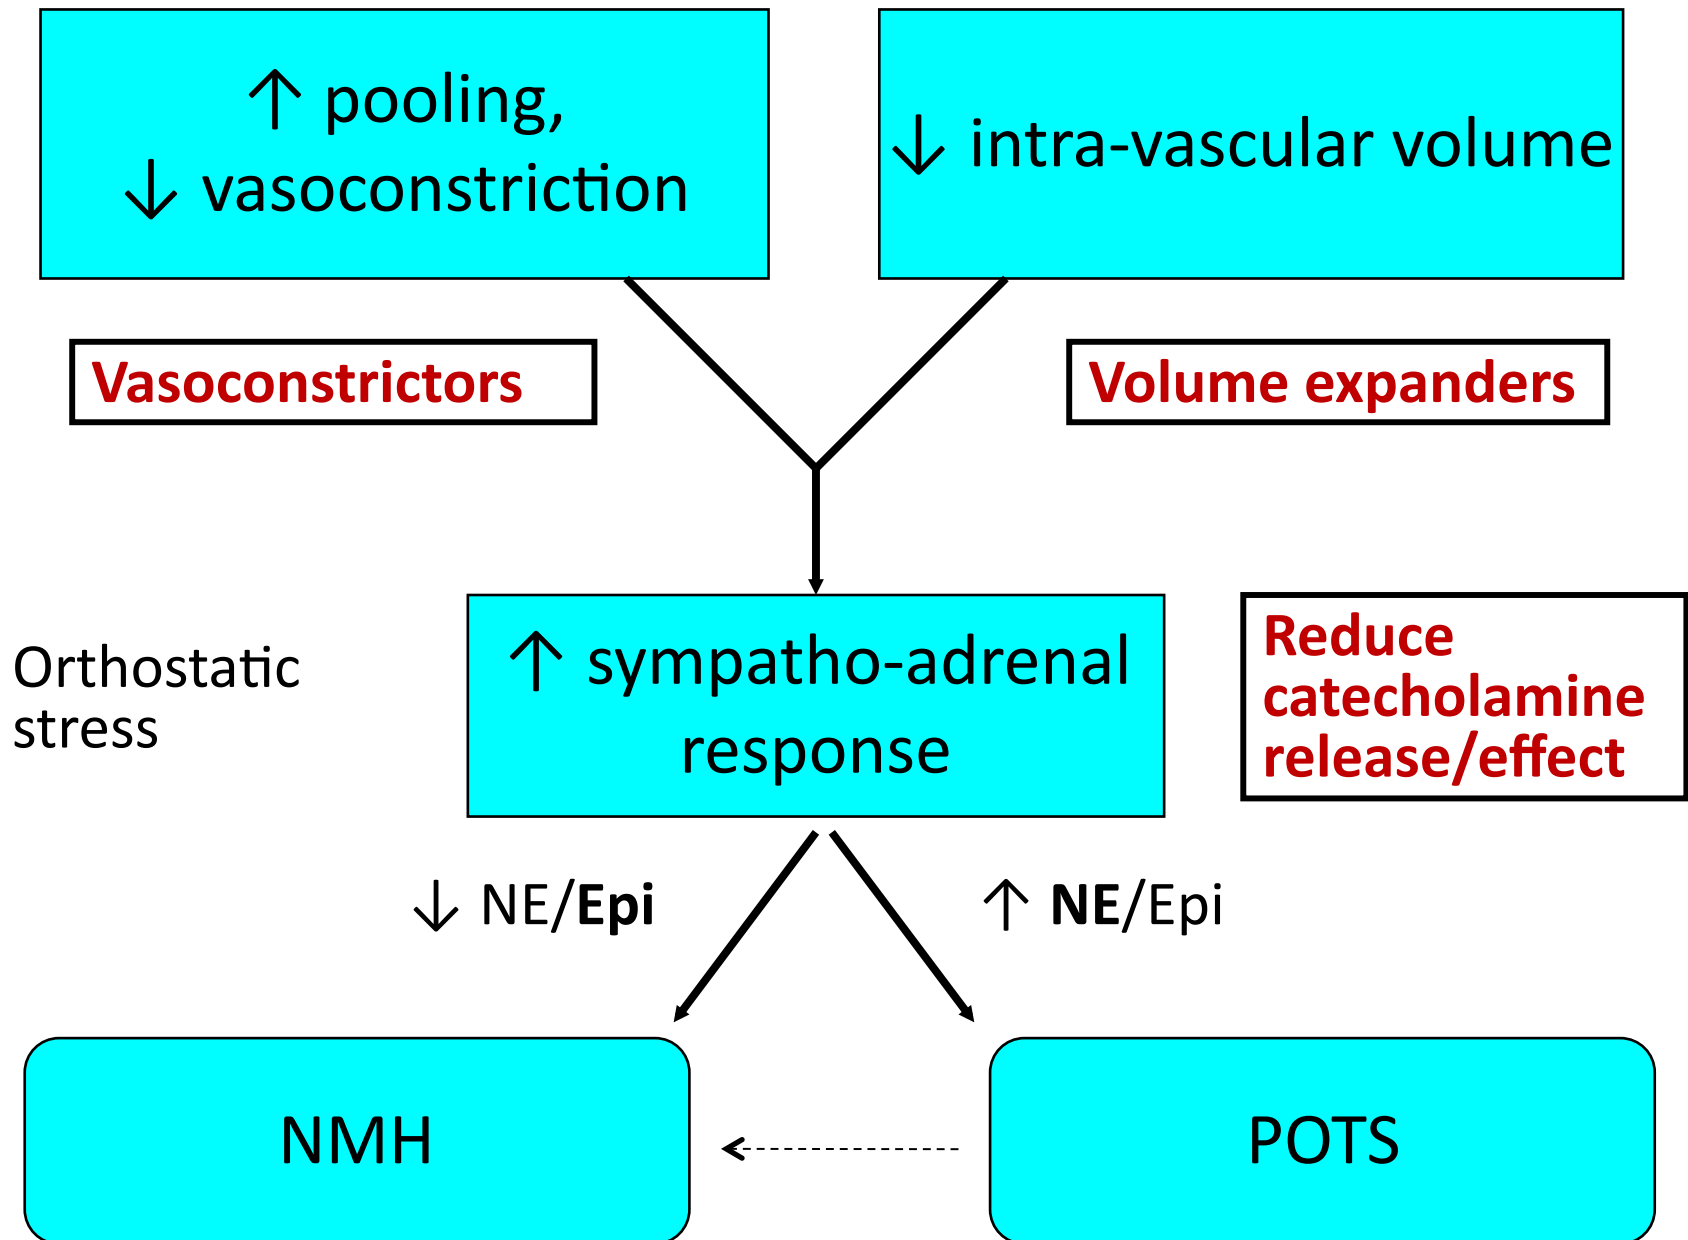 ↑ pooling,
↓ vasoconstriction
↓ intra-vascular volume
Vasoconstrictors
Volume expanders
Orthostatic
stress
↑ sympatho-adrenal
response
Reduce
catecholamine
release/effect
↓ NE/Epi
↑ NE/Epi
NMH
POTS